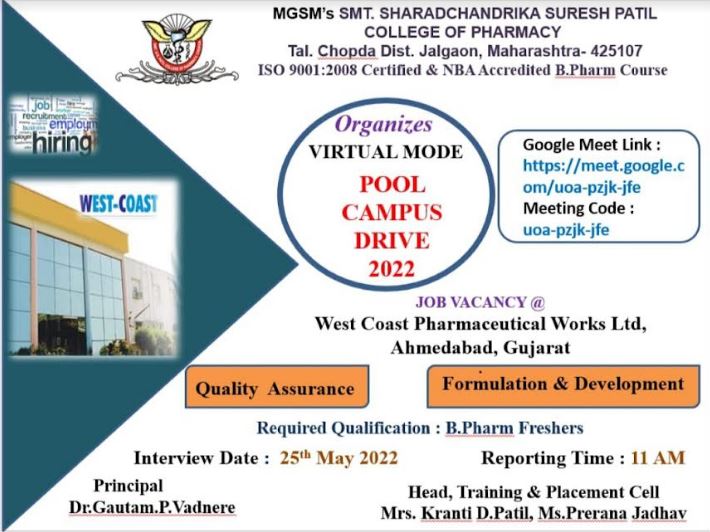 MGSM's SMT. SHARADCHANDRIKA SURESH PATIL
COLLEGE OF PHARMACY
Tal. Chopda Dist. Jalgaon, Maharashtra- 425107
ISO 9001:2008 Certified & NBA Accredited B.Pharm Course
job
recruitment
business
employm
employer
hiring
Organizes
VIRTUAL MODE
POOL
CAMPUS
DRIVE
2022
Google Meet Link :
https://meet.google.c
om/uoa-pzjk-jfe
Meeting Code :
uoa-pzjk-jfe
WEST-COAST
JOB VACANCY @
West Coast Pharmaceutical Works Ltd,
Ahmedabad, Gujarat
Quality Assurance
Formulation & Development
Required Qualification : B.Pharm Freshers
Interview Date : 25th May 2022
Reporting Time : 11 AM
Principal
Dr.Gautam.P.Vadnere
Head, Training & Placement Cell
Mrs. Kranti D.Patil, Ms.Prerana Jadhav